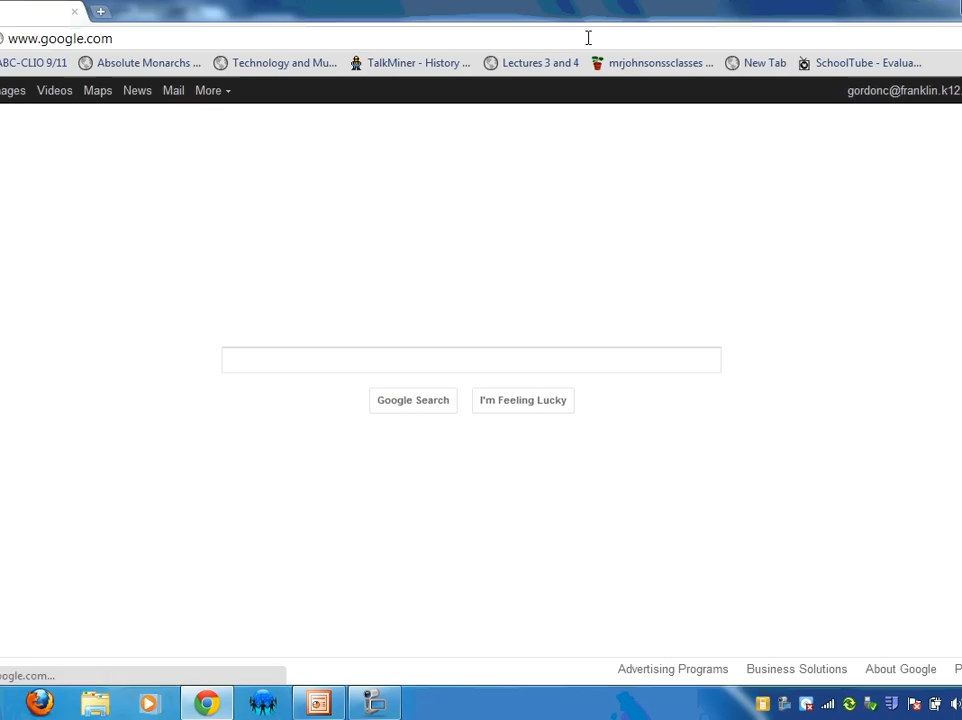 www.google.com
ABC-CLIO 9/11 Absolute Monarchs ... Technology and Mu... TalkMiner - History ... Lectures 3 and 4 mrjohnsonssclasses ... New Tab SchoolTube - Evalua...
ages Videos Maps News Mail More gordonc@franklin.k12.
Google Search I'm Feeling Lucky
Advertising Programs Business Solutions About Google P
ogle.com...